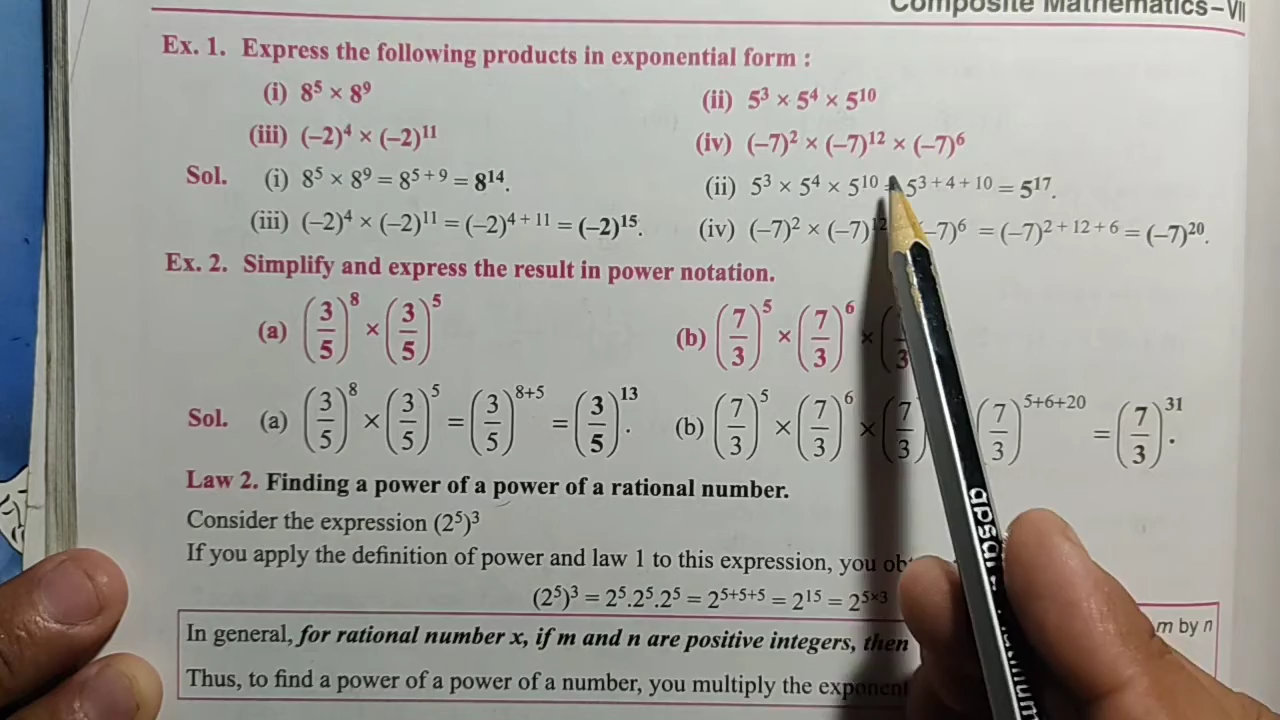 Composite Mathematics–VII
Ex. 1. Express the following products in exponential form :
(i) 8⁵ × 8⁹ (ii) 5³ × 5⁴ × 5¹⁰
(iii) (–2)⁴ × (–2)¹¹ (iv) (–7)² × (–7)¹² × (–7)⁶
Sol. (i) 8⁵ × 8⁹ = 8⁵⁺⁹ = 8¹⁴. (ii) 5³ × 5⁴ × 5¹⁰ = 5³⁺⁴⁺¹⁰ = 5¹⁷.
(iii) (–2)⁴ × (–2)¹¹ = (–2)⁴⁺¹¹ = (–2)¹⁵. (iv) (–7)² × (–7)¹² –7)⁶ = (–7)²⁺¹²⁺⁶ = (–7)²⁰.
Ex. 2. Simplify and express the result in power notation.
(a) (3/5)⁸ × (3/5)⁵ (b) (7/3)⁵ × (7/3)⁶ × ( /3
Sol. (a) (3/5)⁸ × (3/5)⁵ = (3/5)⁸⁺⁵ = (3/5)¹³. (b) (7/3)⁵ × (7/3)⁶ × (7/3) (7/3)⁵⁺⁶⁺²⁰ = (7/3)³¹.
Law 2. Finding a power of a power of a rational number.
Consider the expression (2⁵)³
If you apply the definition of power and law 1 to this expression, you
(2⁵)³ = 2⁵.2⁵.2⁵ = 2⁵⁺⁵⁺⁵ = 2¹⁵ = 2⁵ˣ³
In general, for rational number x, if m and n are positive integers, then
m by n
Thus, to find a power of a power of a number, you multiply the exponent
apsara